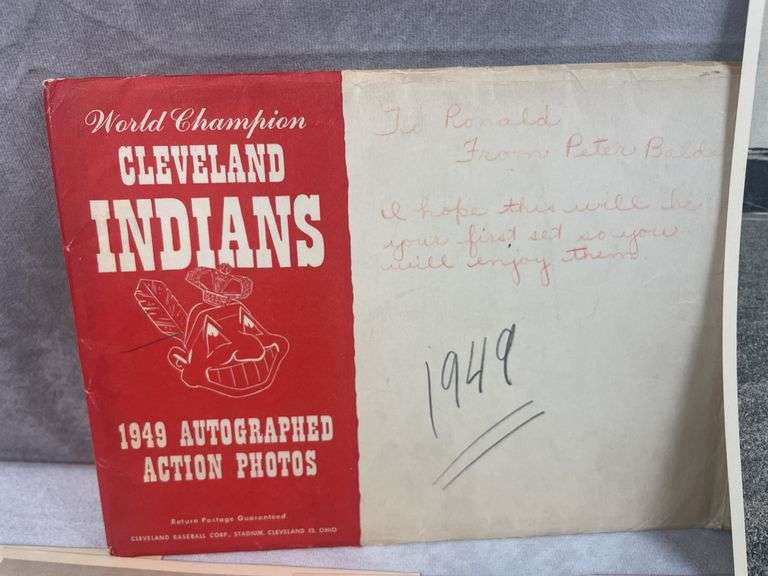 World Champion
CLEVELAND
INDIANS
1949 AUTOGRAPHED
ACTION PHOTOS
Return Postage Guaranteed
CLEVELAND BASEBALL CORP., STADIUM, CLEVELAND 13, OHIO
To Ronald
From Peter
I hope this will be
your first set so you
will enjoy them.
1949